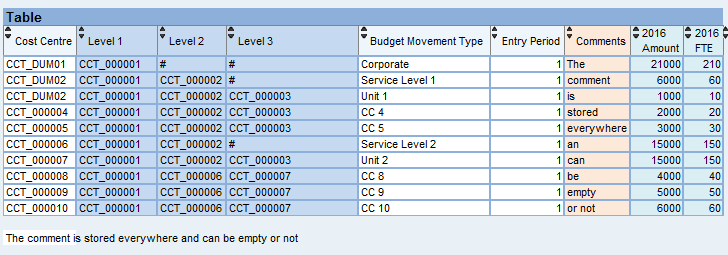 Table
Cost Centre Level 1 Level 2 Level 3 Budget Movement Type Entry Period Comments 2016 Amount 2016 FTE
CCT_DUM01 CCT_000001 # # Corporate 1 The 21000 210
CCT_DUM02 CCT_000001 CCT_000002 # Service Level 1 1 comment 6000 60
CCT_DUM02 CCT_000001 CCT_000002 CCT_000003 Unit 1 1 is 1000 10
CCT_000004 CCT_000001 CCT_000002 CCT_000003 CC 4 1 stored 2000 20
CCT_000005 CCT_000001 CCT_000002 CCT_000003 CC 5 1 everywhere 3000 30
CCT_000006 CCT_000001 CCT_000002 # Service Level 2 1 an 15000 150
CCT_000007 CCT_000001 CCT_000002 CCT_000003 Unit 2 1 can 15000 150
CCT_000008 CCT_000001 CCT_000006 CCT_000007 CC 8 1 be 4000 40
CCT_000009 CCT_000001 CCT_000006 CCT_000007 CC 9 1 empty 5000 50
CCT_000010 CCT_000001 CCT_000006 CCT_000007 CC 10 1 or not 6000 60
The comment is stored everywhere and can be empty or not